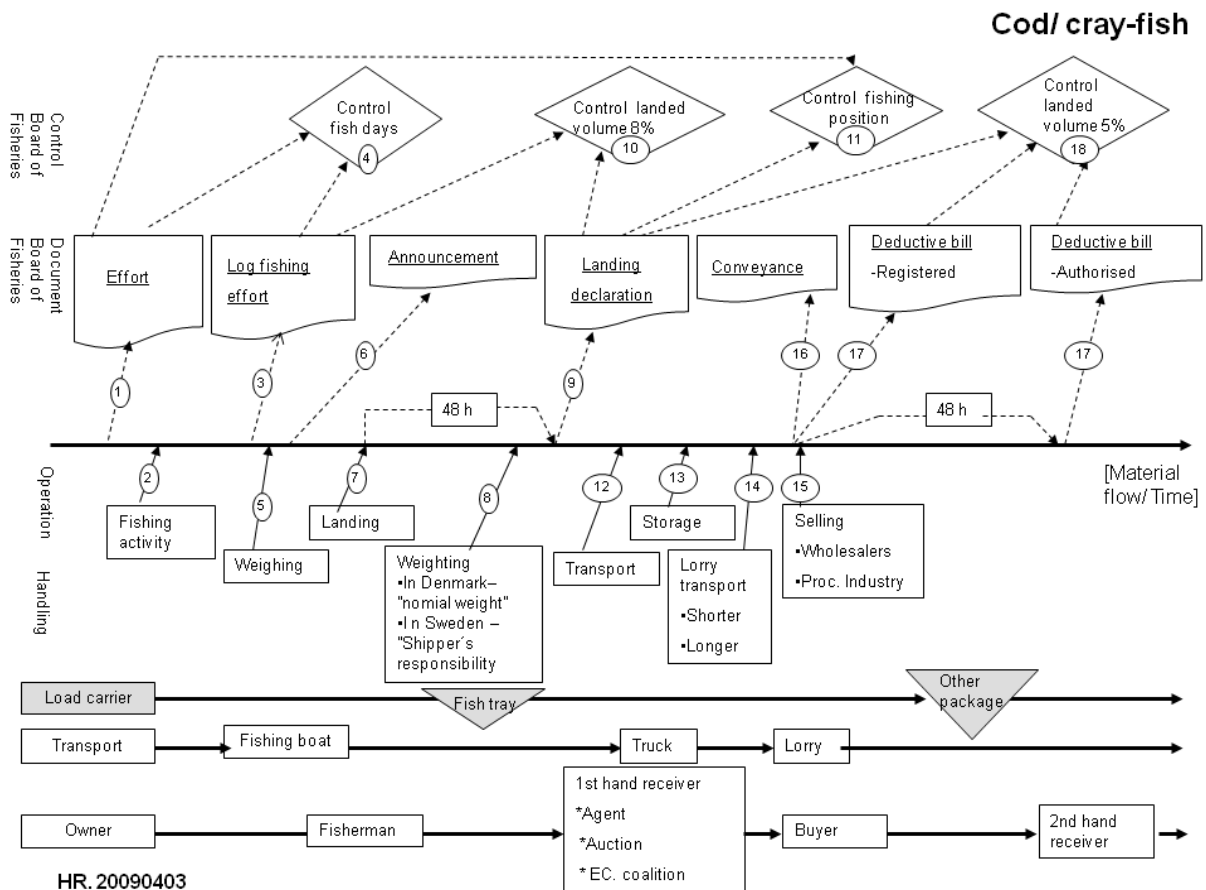 Cod/ cray-fish
Control
Board of
Fisheries
Control
fish days
4
Control landed
volume 8%
10
Control fishing
position
11
Control
landed
volume 5%
18
Document
Board of
Fisheries
Effort
Log fishing
effort
Announcement
Landing
declaration
Conveyance
Deductive bill
-Registered
Deductive bill
-Authorised
1
3
6
9
16
17
17
48 h
48 h
[Material
flow/ Time]
Operation
Handling
2
5
7
8
12
13
14
15
Fishing
activity
Weighing
Landing
Weighting
▪In Denmark–
"nomial weight"
▪In Sweden –
"Shipper´s
responsibility
Transport
Storage
Lorry
transport
▪Shorter
▪Longer
Selling
▪Wholesalers
▪Proc. Industry
Load carrier
Fish tray
Other
package
Transport
Fishing boat
Truck
Lorry
Owner
Fisherman
1st hand receiver
*Agent
*Auction
* EC. coalition
Buyer
2nd hand
receiver
HR. 20090403